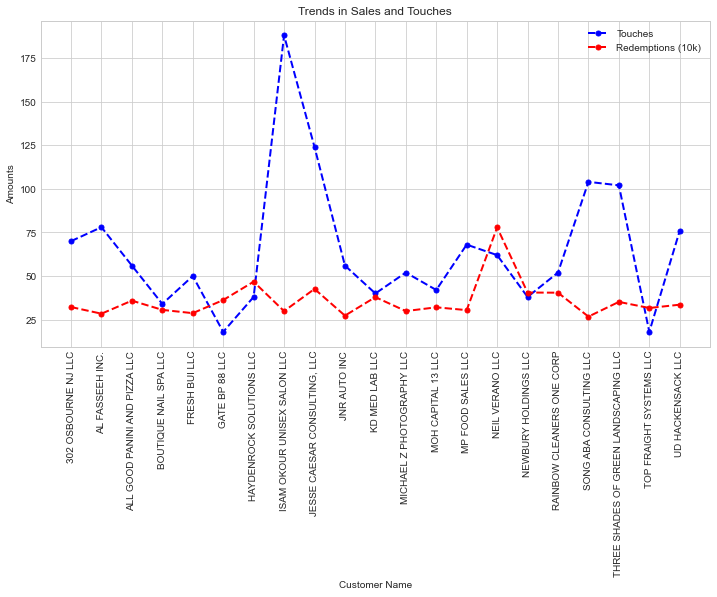 Trends in Sales and Touches
Touches
Redemptions (10k)
Amounts
175
150
125
100
75
50
25
302 OSBOURNE NJ LLC
AL FASSEEH INC.
ALL GOOD PANINI AND PIZZA LLC
BOUTIQUE NAIL SPA LLC
FRESH BUI LLC
GATE BP 88 LLC
HAYDENROCK SOLUTIONS LLC
ISAM OKOUR UNISEX SALON LLC
JESSE CAESAR CONSULTING, LLC
JNR AUTO INC
KD MED LAB LLC
MICHAEL Z PHOTOGRAPHY LLC
MOH CAPITAL 13 LLC
MP FOOD SALES LLC
NEIL VERANO LLC
NEWBURY HOLDINGS LLC
RAINBOW CLEANERS ONE CORP
SONG ABA CONSULTING LLC
THREE SHADES OF GREEN LANDSCAPING LLC
TOP FRAIGHT SYSTEMS LLC
UD HACKENSACK LLC
Customer Name